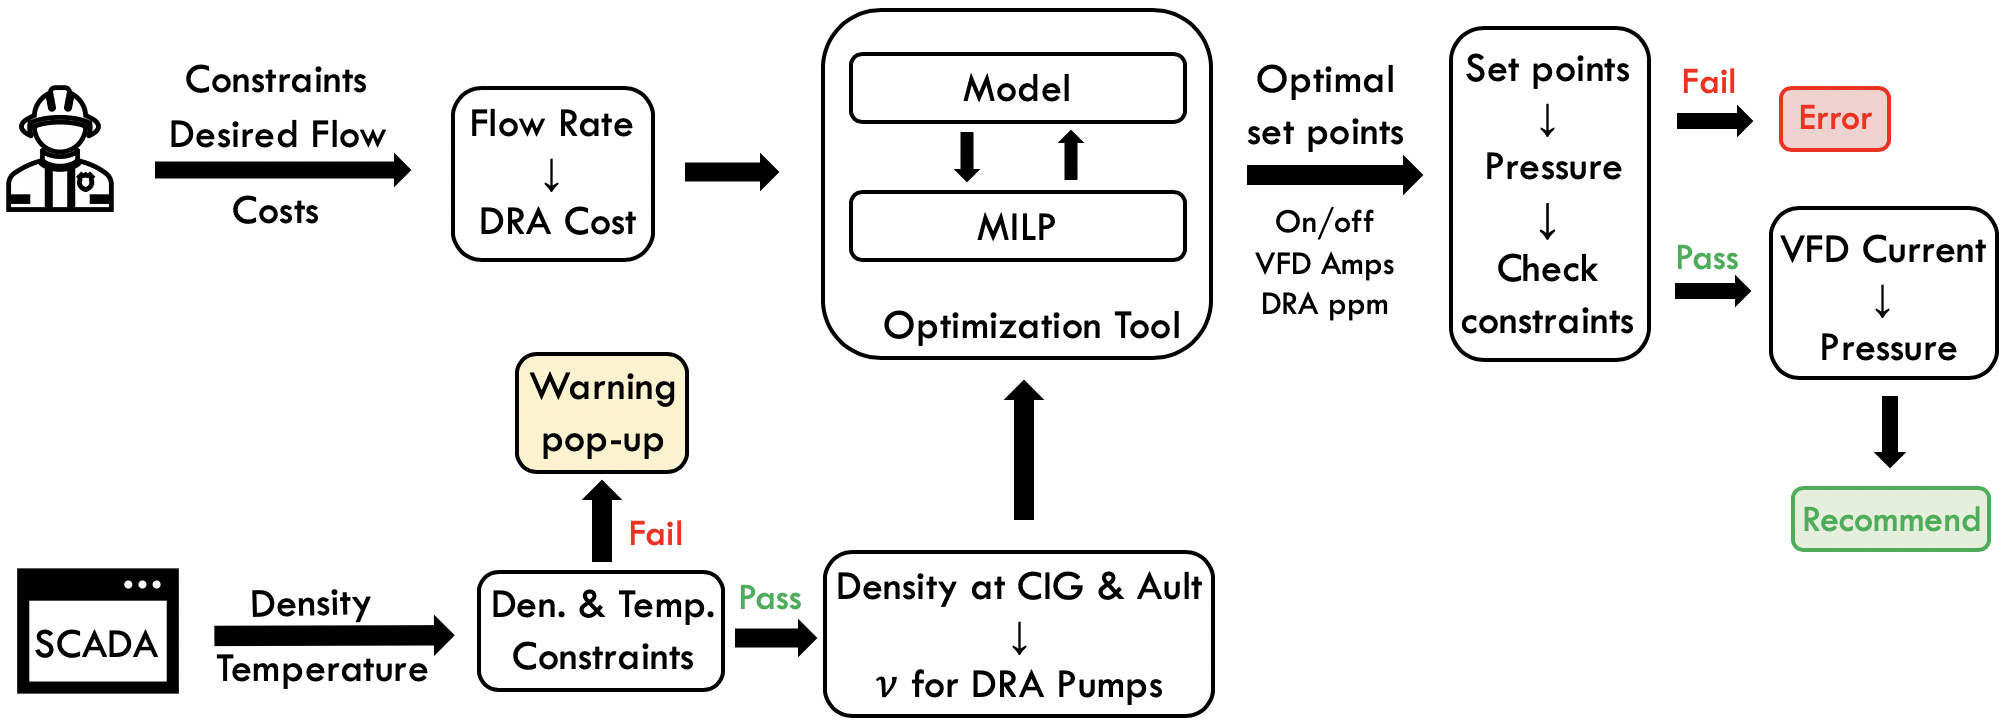 Constraints
Desired Flow
Costs
Flow Rate
↓
DRA Cost
Model
MILP
Optimization Tool
Optimal
set points
On/off
VFD Amps
DRA ppm
Set points
↓
Pressure
↓
Check
constraints
Fail
Error
Pass
VFD Current
↓
Pressure
Recommend
Warning
pop-up
Fail
SCADA
Density
Temperature
Den. & Temp.
Constraints
Pass
Density at CIG & Ault
↓
ν for DRA Pumps